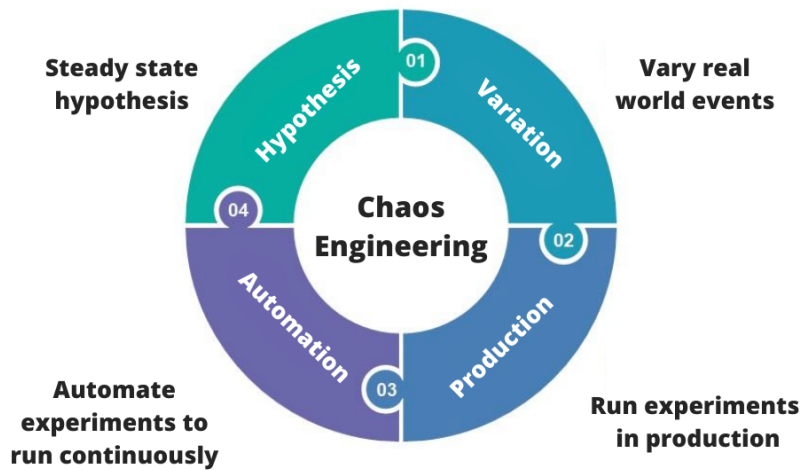 Steady state
hypothesis
Hypothesis
01
Variation
Vary real
world events
04
Chaos
Engineering
02
Automation
03
Production
Automate
experiments to
run continuously
Run experiments
in production